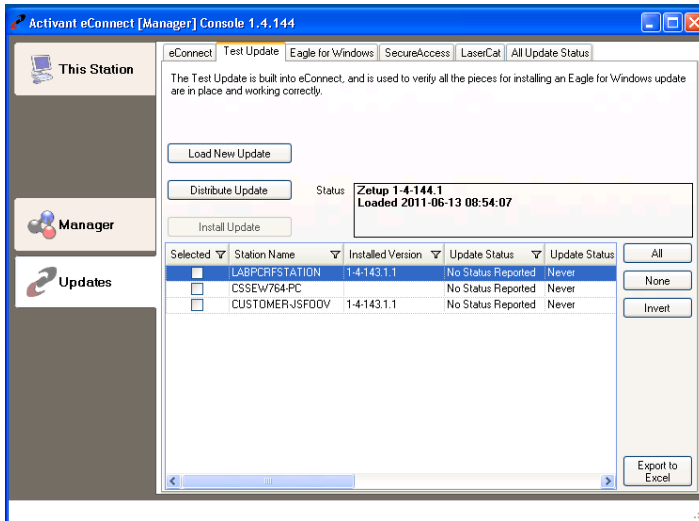 Activant eConnect [Manager] Console 1.4.144
This Station
Manager
Updates
eConnect Test Update Eagle for Windows SecureAccess LaserCat All Update Status
The Test Update is built into eConnect, and is used to verify all the pieces for installing an Eagle for Windows update
are in place and working correctly.
Load New Update
Distribute Update
Status
Zetup 1-4-144.1
Loaded 2011-06-13 08:54:07
Install Update
Selected Station Name Installed Version Update Status Update Status
LABPCRFSTATION 1-4-143.1.1 No Status Reported Never
CSSEW764-PC No Status Reported Never
CUSTOMER-JSFOOV 1-4-143.1.1 No Status Reported Never
All
None
Invert
Export to
Excel